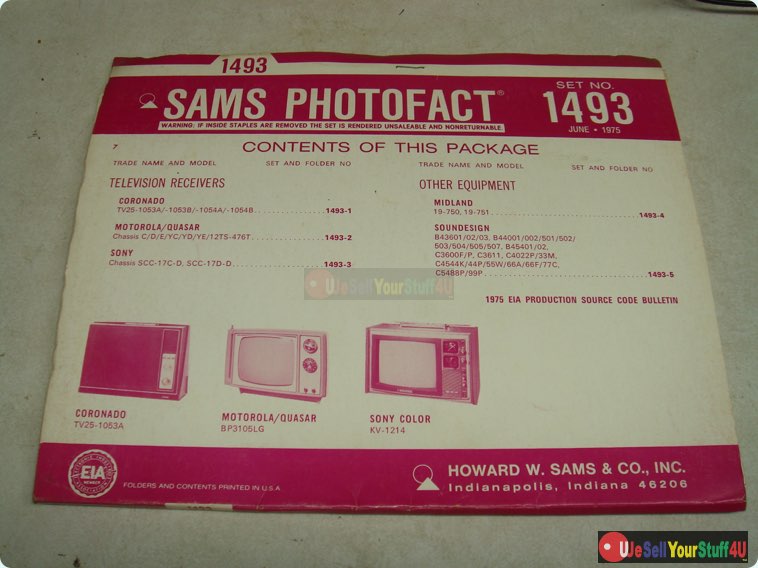 1493
SAMS PHOTOFACT®
WARNING: IF INSIDE STAPLES ARE REMOVED THE SET IS RENDERED UNSALEABLE AND NONRETURNABLE.
SET NO.
1493
JUNE • 1975
7
CONTENTS OF THIS PACKAGE
TRADE NAME AND MODEL SET AND FOLDER NO
TELEVISION RECEIVERS
CORONADO
TV25-1053A/-1053B/-1054A/-1054B...............1493-1
MOTOROLA/QUASAR
Chassis C/D/E/YC/YD/YE/12TS-476T...............1493-2
SONY
Chassis SCC-17C-D, SCC-17D-D...............1493-3
TRADE NAME AND MODEL SET AND FOLDER NO
OTHER EQUIPMENT
MIDLAND
19-750, 19-751...............1493-4
SOUNDESIGN
B43601/02/03, B44001/002/501/502/
503/504/505/507, B45401/02,
C3600F/P, C3611, C4022P/33M,
C4544K/44P/55W/66A/66F/77C,
C5488P/99P...............1493-5
1975 EIA PRODUCTION SOURCE CODE BULLETIN
WeSellYourStuff4U
CORONADO
TV25-1053A
MOTOROLA/QUASAR
BP3105LG
SONY COLOR
KV-1214
EIA
FOLDERS AND CONTENTS PRINTED IN U.S.A
HOWARD W. SAMS & CO., INC.
Indianapolis, Indiana 46206
WeSellYourStuff4U